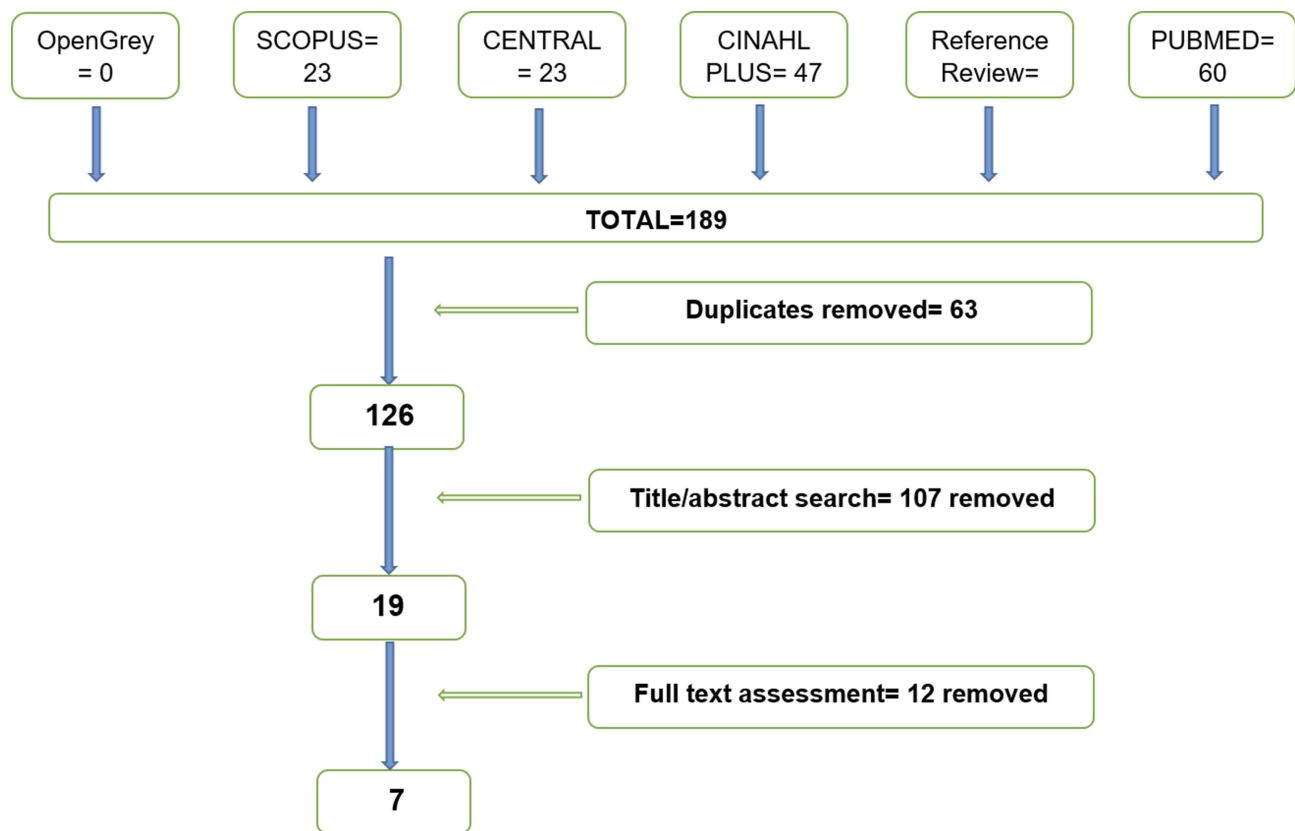 OpenGrey
= 0
SCOPUS=
23
CENTRAL
= 23
CINAHL
PLUS= 47
Reference
Review=
PUBMED=
60
TOTAL=189
Duplicates removed= 63
126
Title/abstract search= 107 removed
19
Full text assessment= 12 removed
7